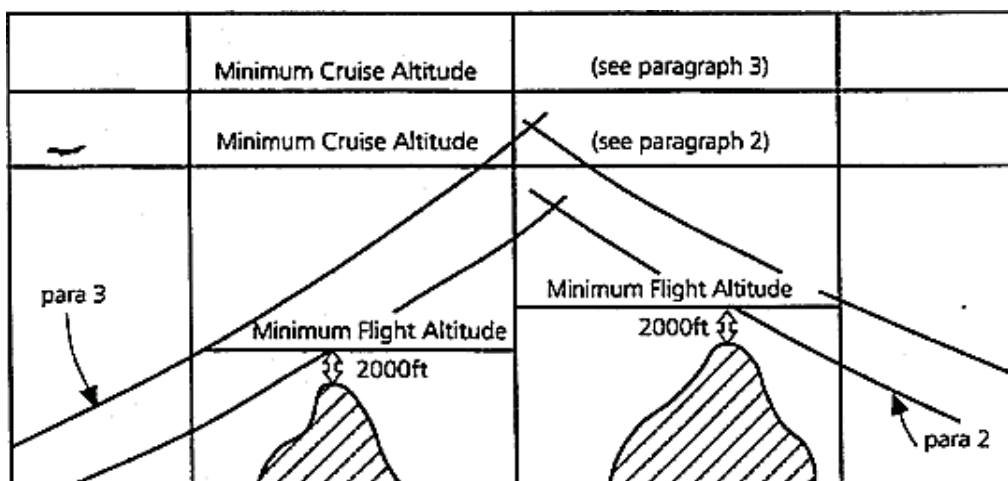 Minimum Cruise Altitude (see paragraph 3)
Minimum Cruise Altitude (see paragraph 2)
para 3
Minimum Flight Altitude
2000ft
Minimum Flight Altitude
2000ft
para 2